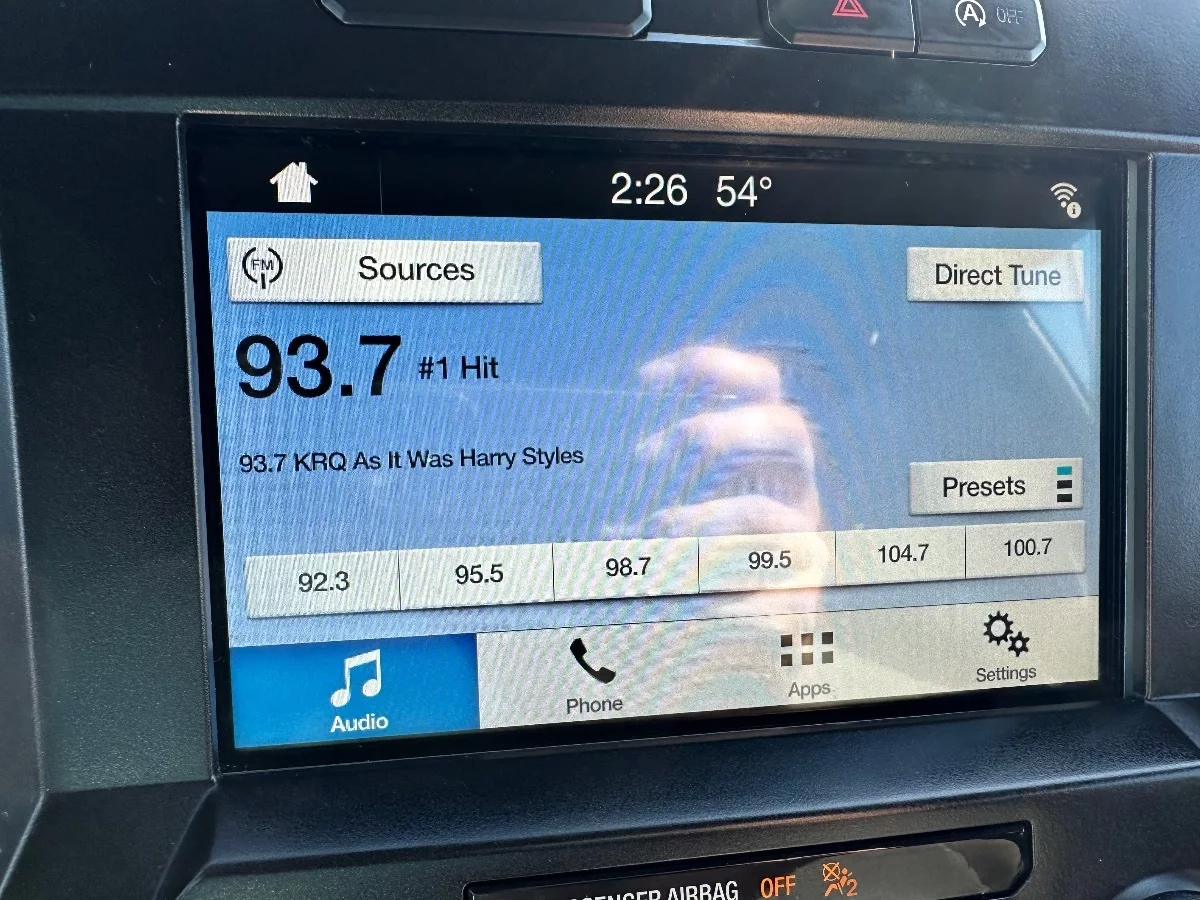 A OFF
2:26 54°
FM Sources
Direct Tune
93.7 #1 Hit
93.7 KRQ As It Was Harry Styles
Presets
92.3 95.5 98.7 99.5 104.7 100.7
Audio Phone Apps Settings
AIRBAG OFF 2